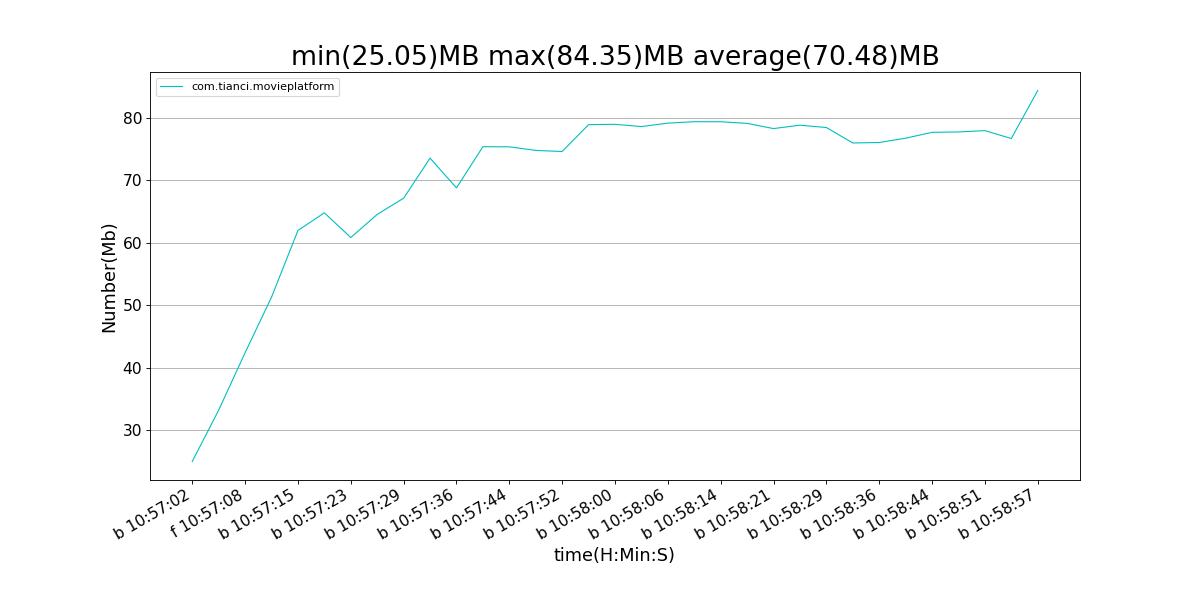 min(25.05)MB max(84.35)MB average(70.48)MB
com.tianci.movieplatform
80
70
60
50
40
30
Number(Mb)
b 10:57:02
f 10:57:08
b 10:57:15
b 10:57:23
b 10:57:29
b 10:57:36
b 10:57:44
b 10:57:52
b 10:58:00
b 10:58:06
b 10:58:14
b 10:58:21
b 10:58:29
b 10:58:36
b 10:58:44
b 10:58:51
b 10:58:57
time(H:Min:S)